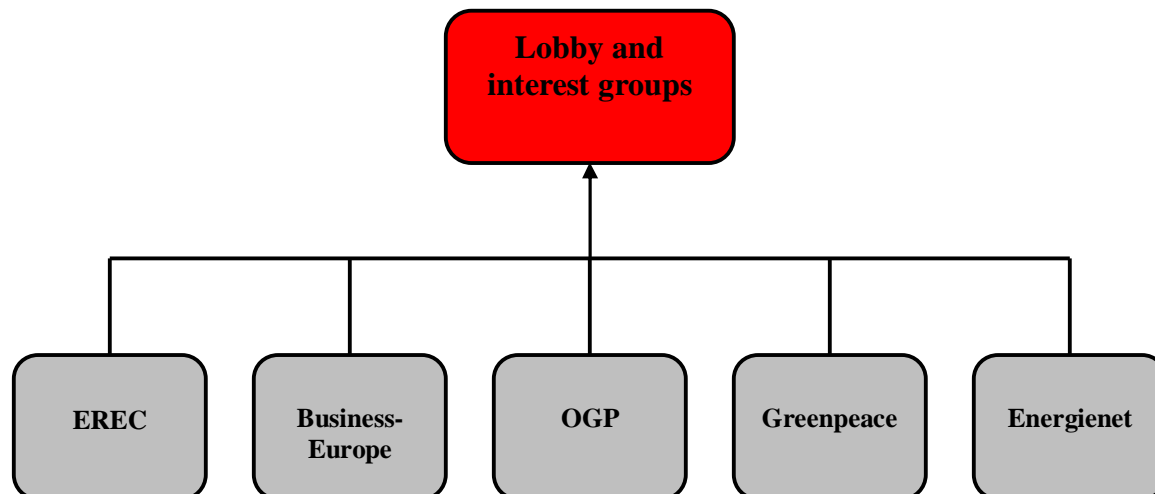 Lobby and
interest groups
EREC
Business-
Europe
OGP
Greenpeace
Energienet